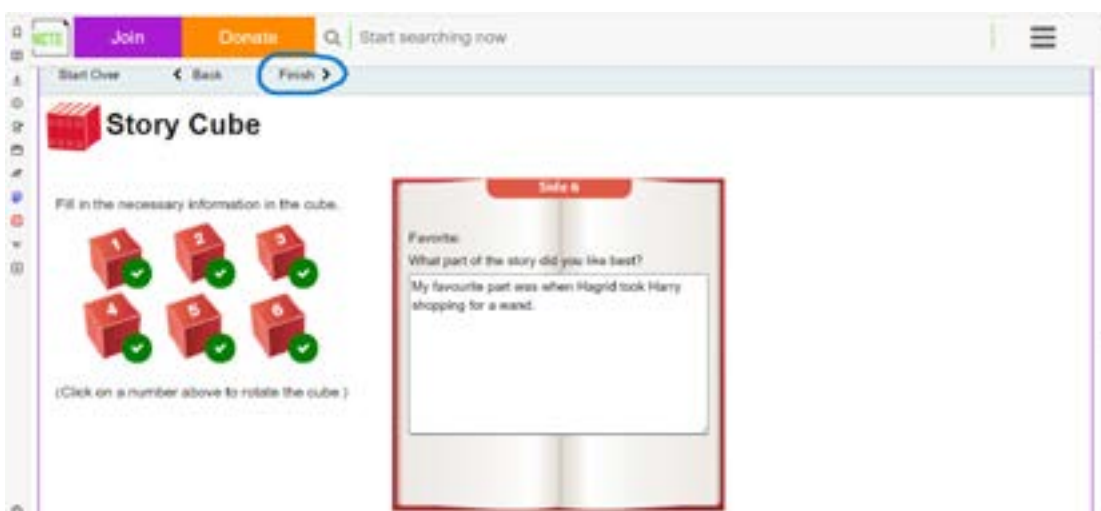 NCTE
Join
Donate
Start searching now
Start Over
Back
Finish
Story Cube
Fill in the necessary information in the cube.
1 2 3
4 5 6
(Click on a number above to rotate the cube.)
Side 6
Favorite:
What part of the story did you like best?
My favourite part was when Hagrid took Harry
shopping for a wand.